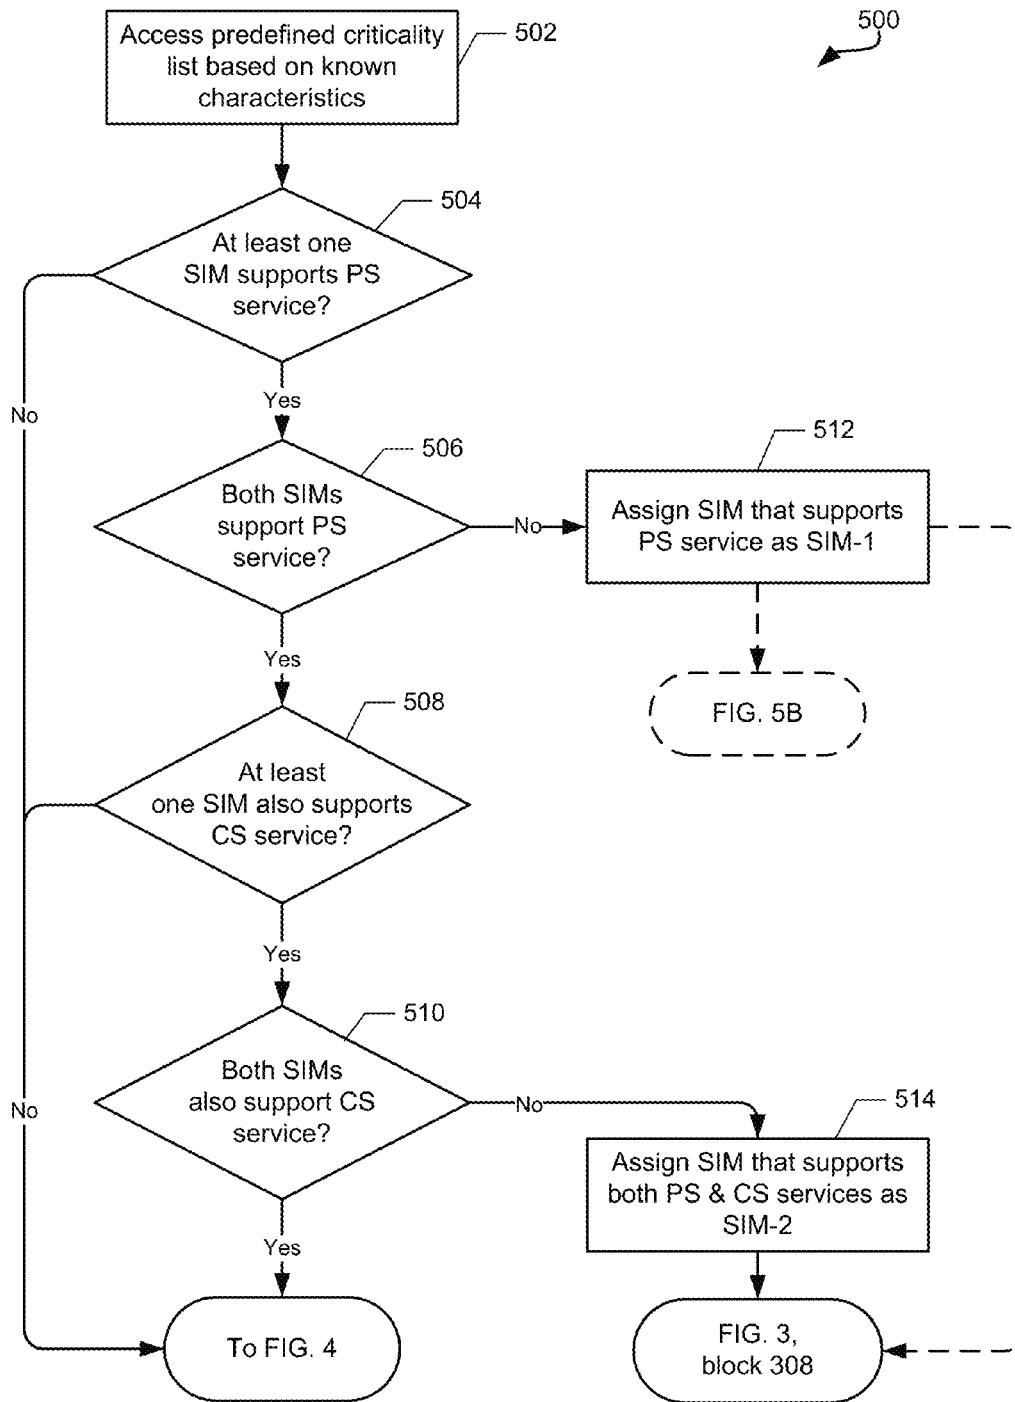 500
Access predefined criticality
list based on known
characteristics
502
504
At least one
SIM supports PS
service?
No
Yes
506
Both SIMs
support PS
service?
No
512
Assign SIM that supports
PS service as SIM-1
Yes
FIG. 5B
508
At least
one SIM also supports
CS service?
Yes
510
Both SIMs
also support CS
service?
No
No
514
Assign SIM that supports
both PS & CS services as
SIM-2
Yes
To FIG. 4
FIG. 3,
block 308